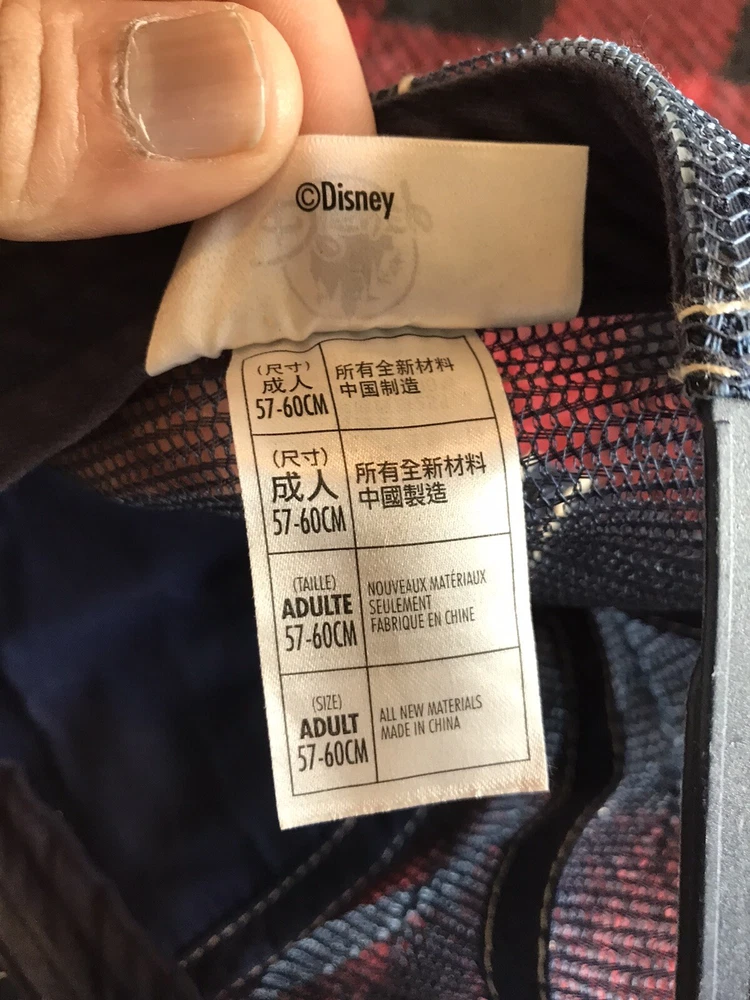 ©Disney
(尺寸)
成人
57-60CM
所有全新材料
中国制造
(尺寸)
成人
57-60CM
所有全新材料
中國製造
(TAILLE)
ADULTE
57-60CM
NOUVEAUX MATÉRIAUX
SEULEMENT
FABRIQUE EN CHINE
(SIZE)
ADULT
57-60CM
ALL NEW MATERIALS
MADE IN CHINA